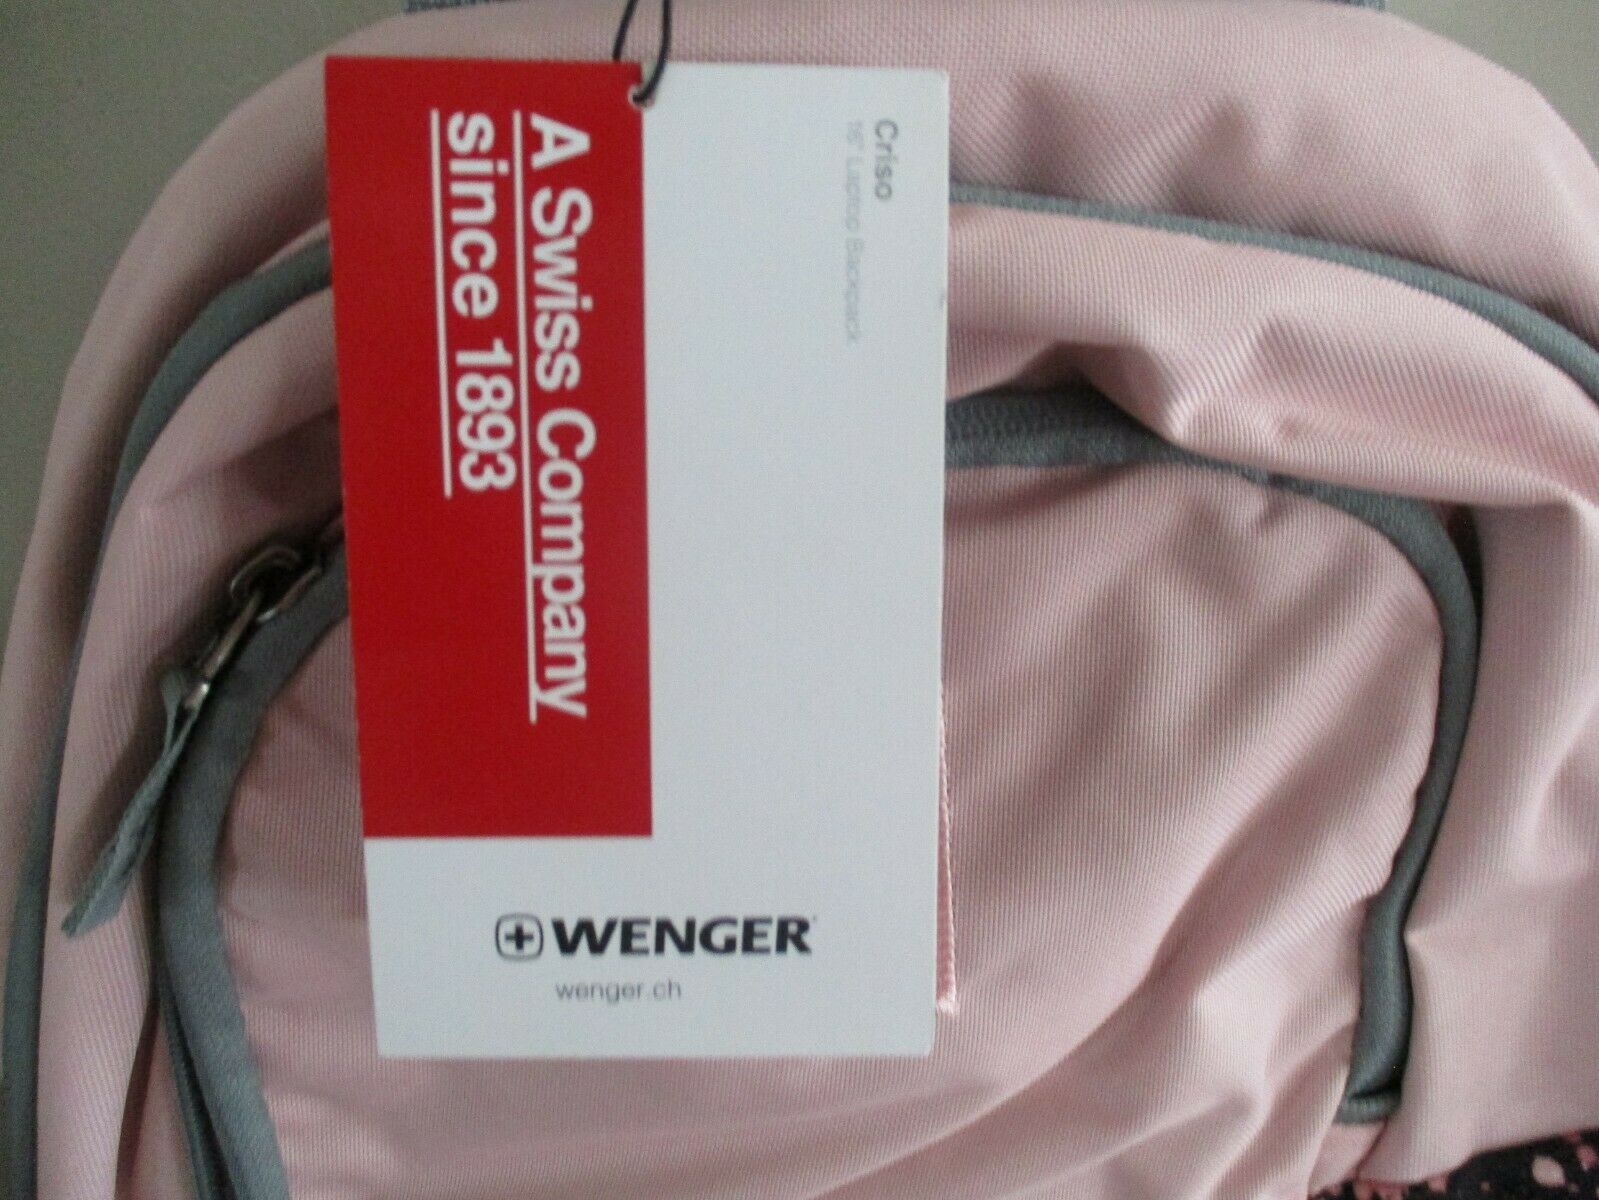 A Swiss Company
since 1893
Criso
16" Laptop Backpack
WENGER
wenger.ch